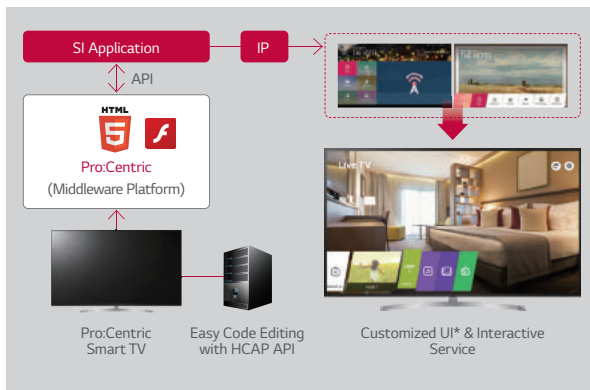 SI Application
IP
API
HTML
5
Pro:Centric
(Middleware Platform)
Live TV
Pro:Centric
Smart TV
Easy Code Editing
with HCAP API
Customized UI* & Interactive
Service